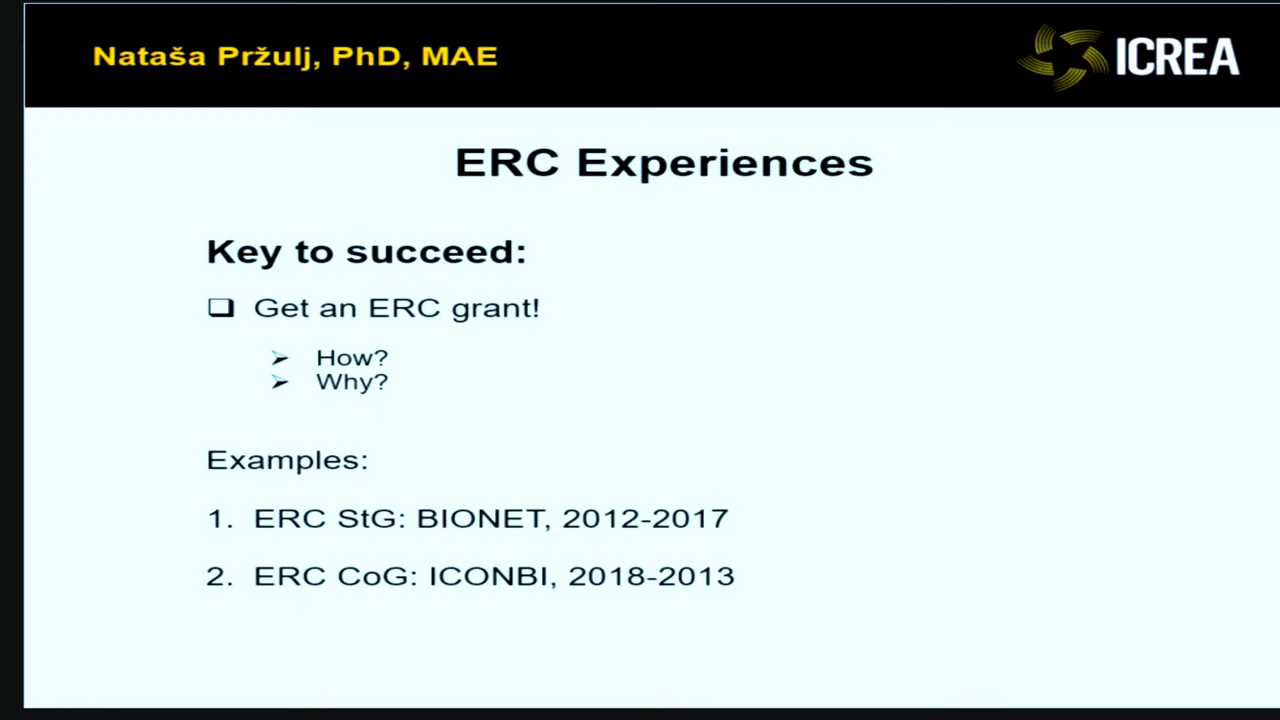 Nataša Pržulj, PhD, MAE
ICREA
ERC Experiences
Key to succeed:
Get an ERC grant!
How?
Why?
Examples:
1. ERC StG: BIONET, 2012-2017
2. ERC CoG: ICONBI, 2018-2013